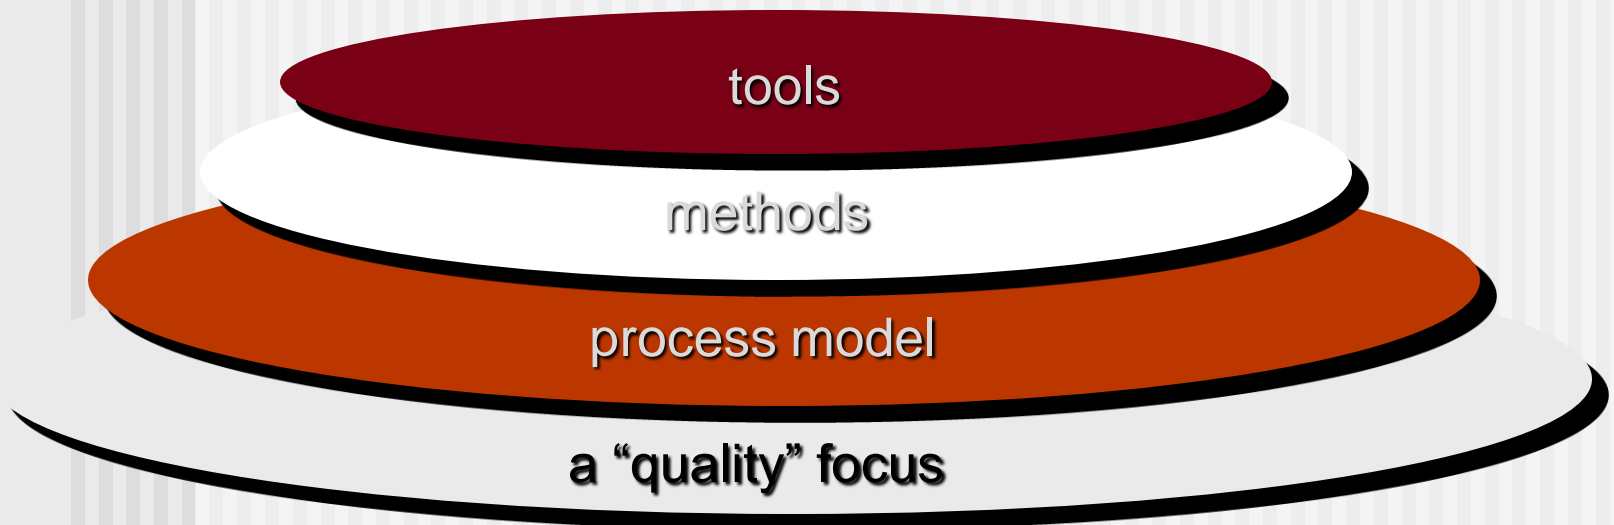 tools
methods
process model
a “quality” focus